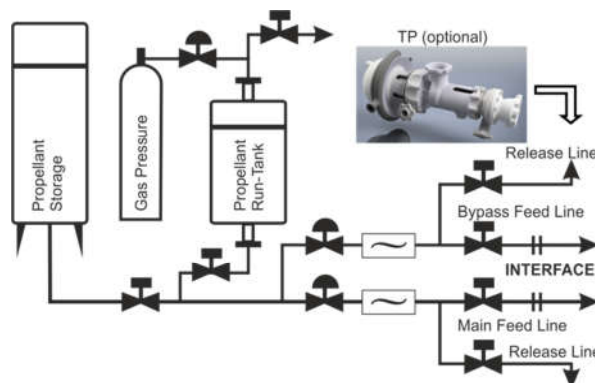 TP (optional)
Propellant
Storage
Gas Pressure
Propellant
Run-Tank
Release Line
Bypass Feed Line
INTERFACE
Main Feed Line
Release Line